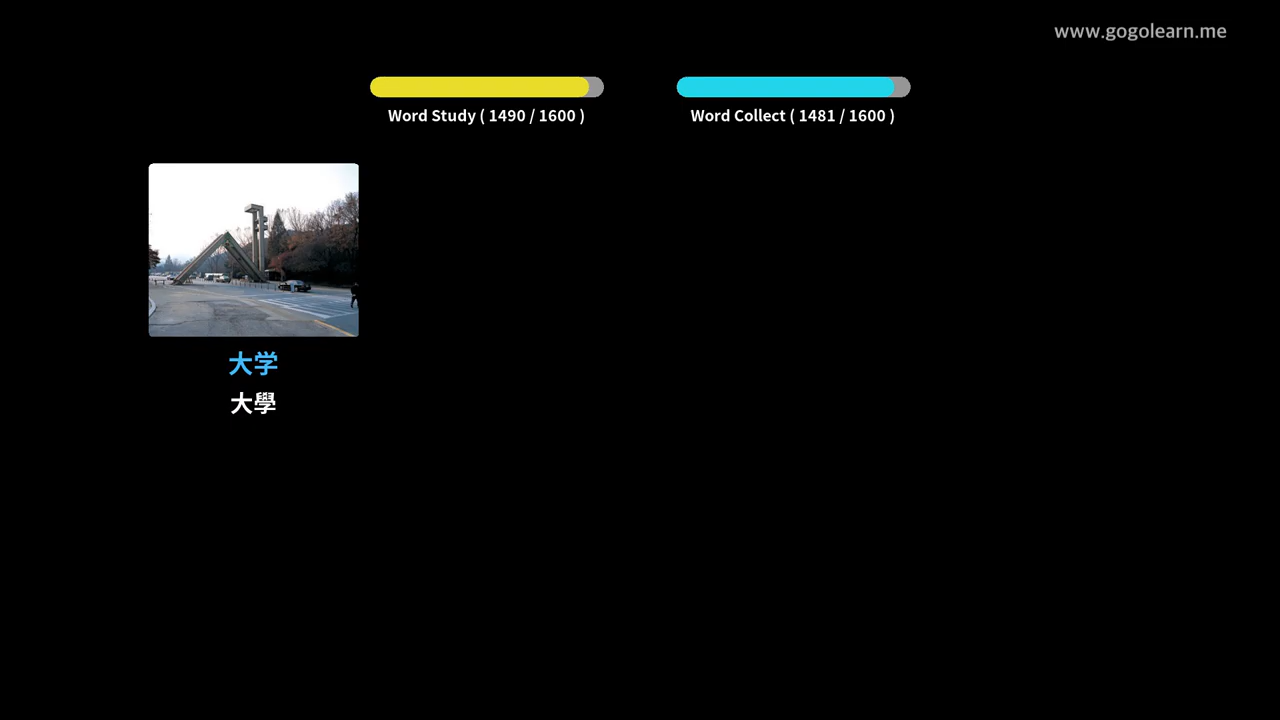 www.gogolearn.me
Word Study ( 1490 / 1600 )
Word Collect ( 1481 / 1600 )
大学
大學